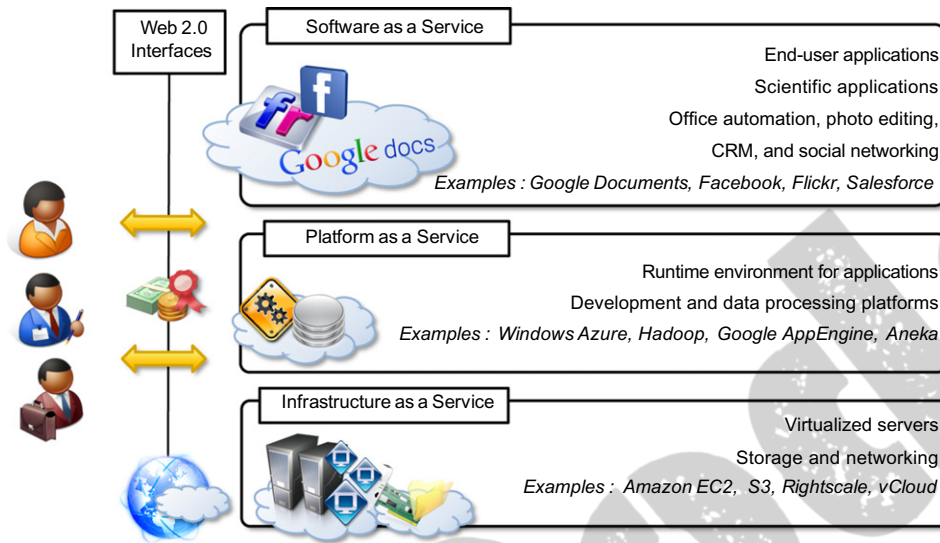 Web 2.0
Interfaces
Software as a Service
End-user applications
Scientific applications
Office automation, photo editing,
CRM, and social networking
Examples : Google Documents, Facebook, Flickr, Salesforce
f
fr
Google docs
Platform as a Service
Runtime environment for applications
Development and data processing platforms
Examples : Windows Azure, Hadoop, Google AppEngine, Aneka
Infrastructure as a Service
Virtualized servers
Storage and networking
Examples : Amazon EC2, S3, Rightscale, vCloud